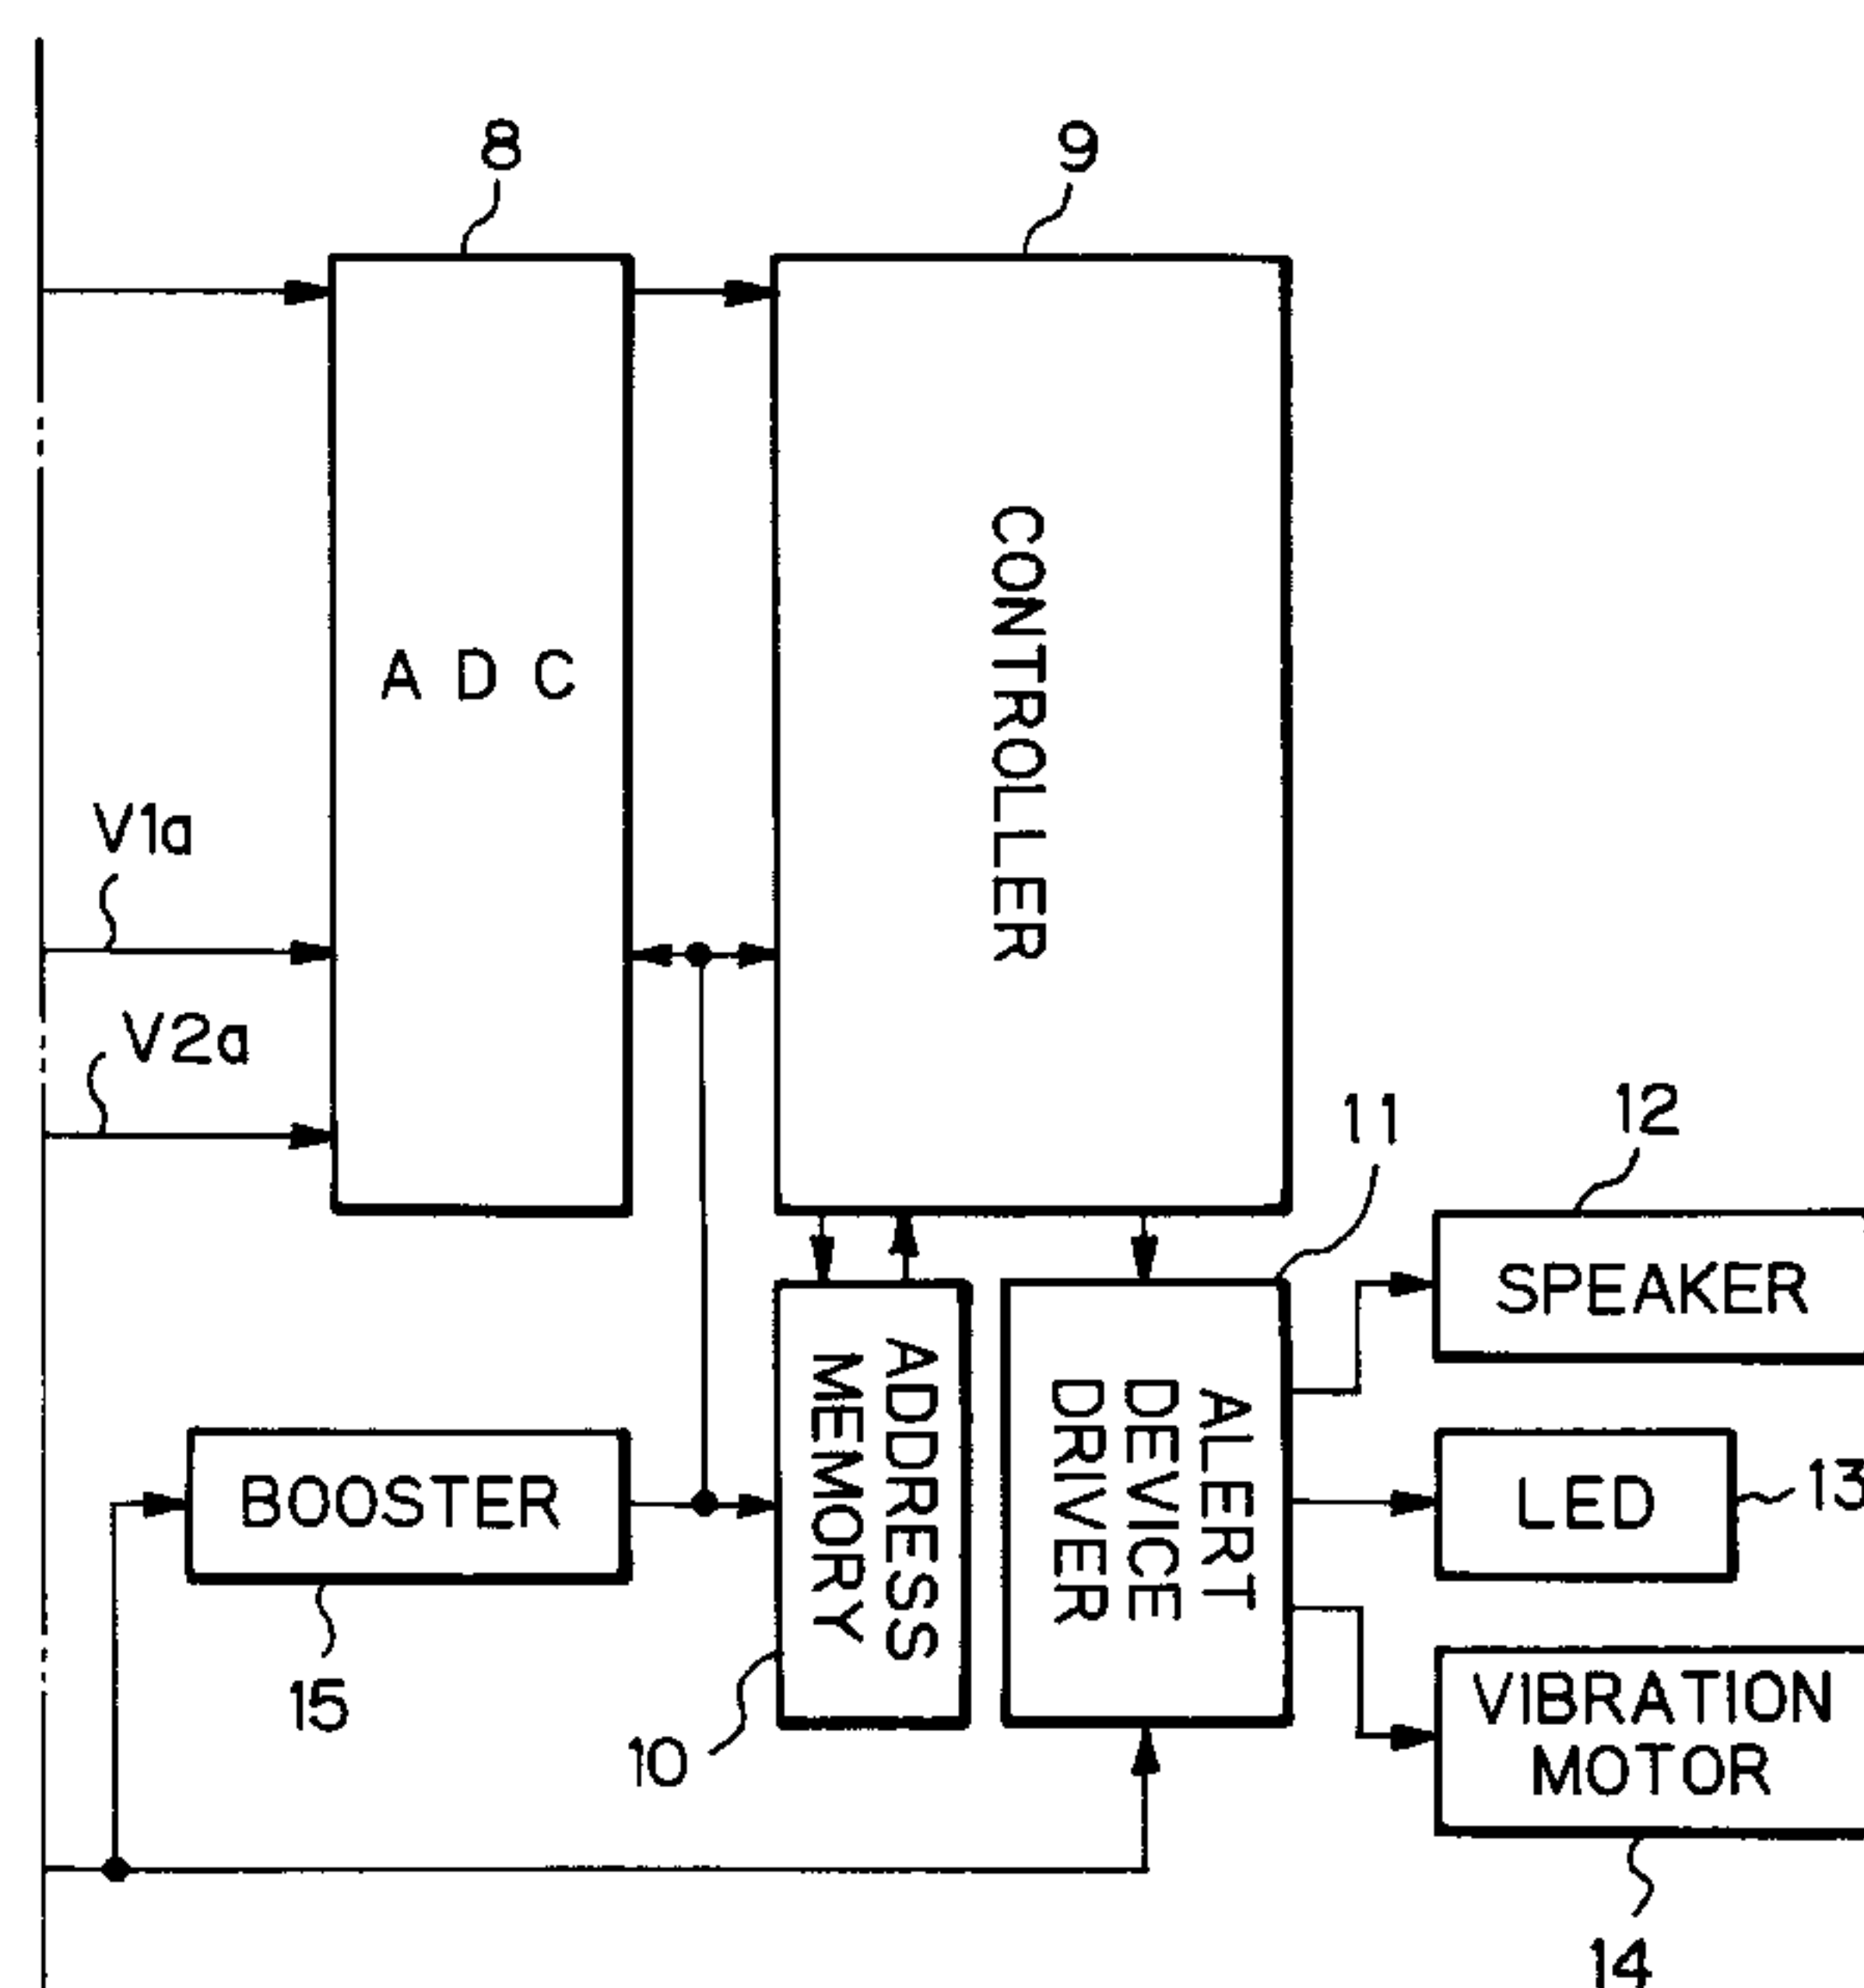 8
9
A D C
CONTROLLER
V1a
V2a
11
12
SPEAKER
ADDRESS
MEMORY
ALERT
DEVICE
DRIVER
BOOSTER
LED
13
15
10
VIBRATION
MOTOR
14